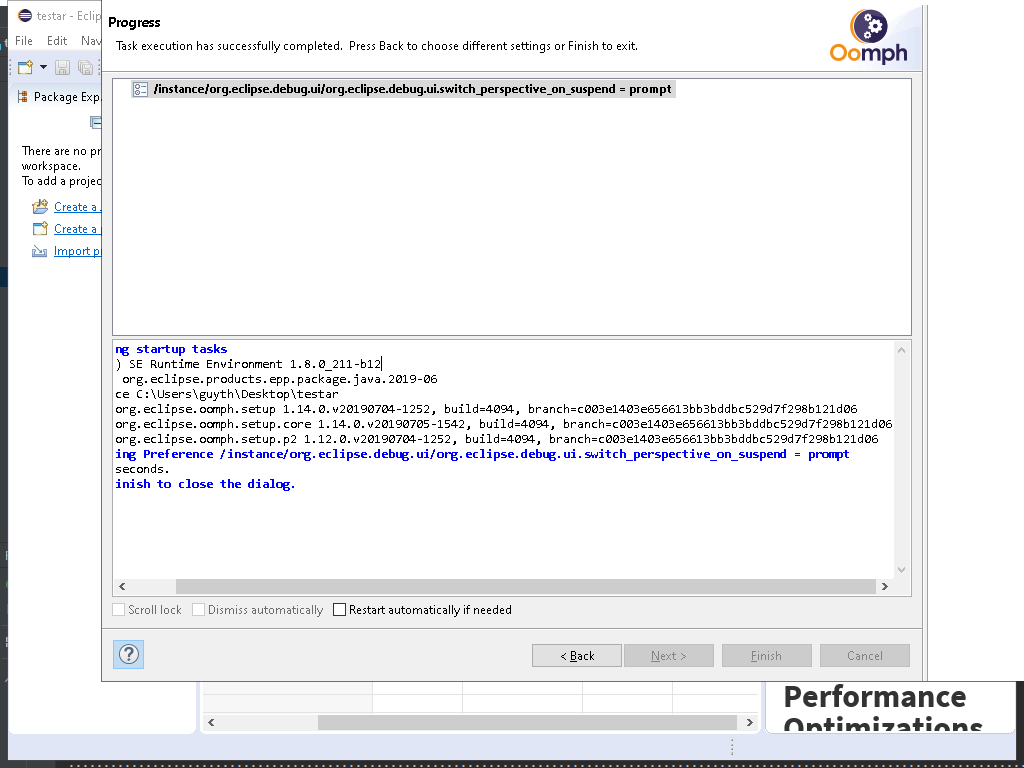 testar - Eclip
Progress
Task execution has successfully completed. Press Back to choose different settings or Finish to exit.
Oomph
File Edit Nav
Package Exp
/instance/org.eclipse.debug.ui/org.eclipse.debug.ui.switch_perspective_on_suspend = prompt
There are no pr
workspace.
To add a projec
Create a
Create a
Import p
ng startup tasks
) SE Runtime Environment 1.8.0_211-b12
org.eclipse.products.epp.package.java.2019-06
ce C:\Users\guyth\Desktop\testar
org.eclipse.oomph.setup 1.14.0.v20190704-1252, build=4094, branch=c003e1403e656613bb3bddbc529d7f298b121d06
org.eclipse.oomph.setup.core 1.14.0.v20190705-1542, build=4094, branch=c003e1403e656613bb3bddbc529d7f298b121d06
org.eclipse.oomph.setup.p2 1.12.0.v20190704-1252, build=4094, branch=c003e1403e656613bb3bddbc529d7f298b121d06
ing Preference /instance/org.eclipse.debug.ui/org.eclipse.debug.ui.switch_perspective_on_suspend = prompt
seconds.
inish to close the dialog.
Scroll lock Dismiss automatically Restart automatically if needed
? < Back Next > Finish Cancel
Performance
Optimizations